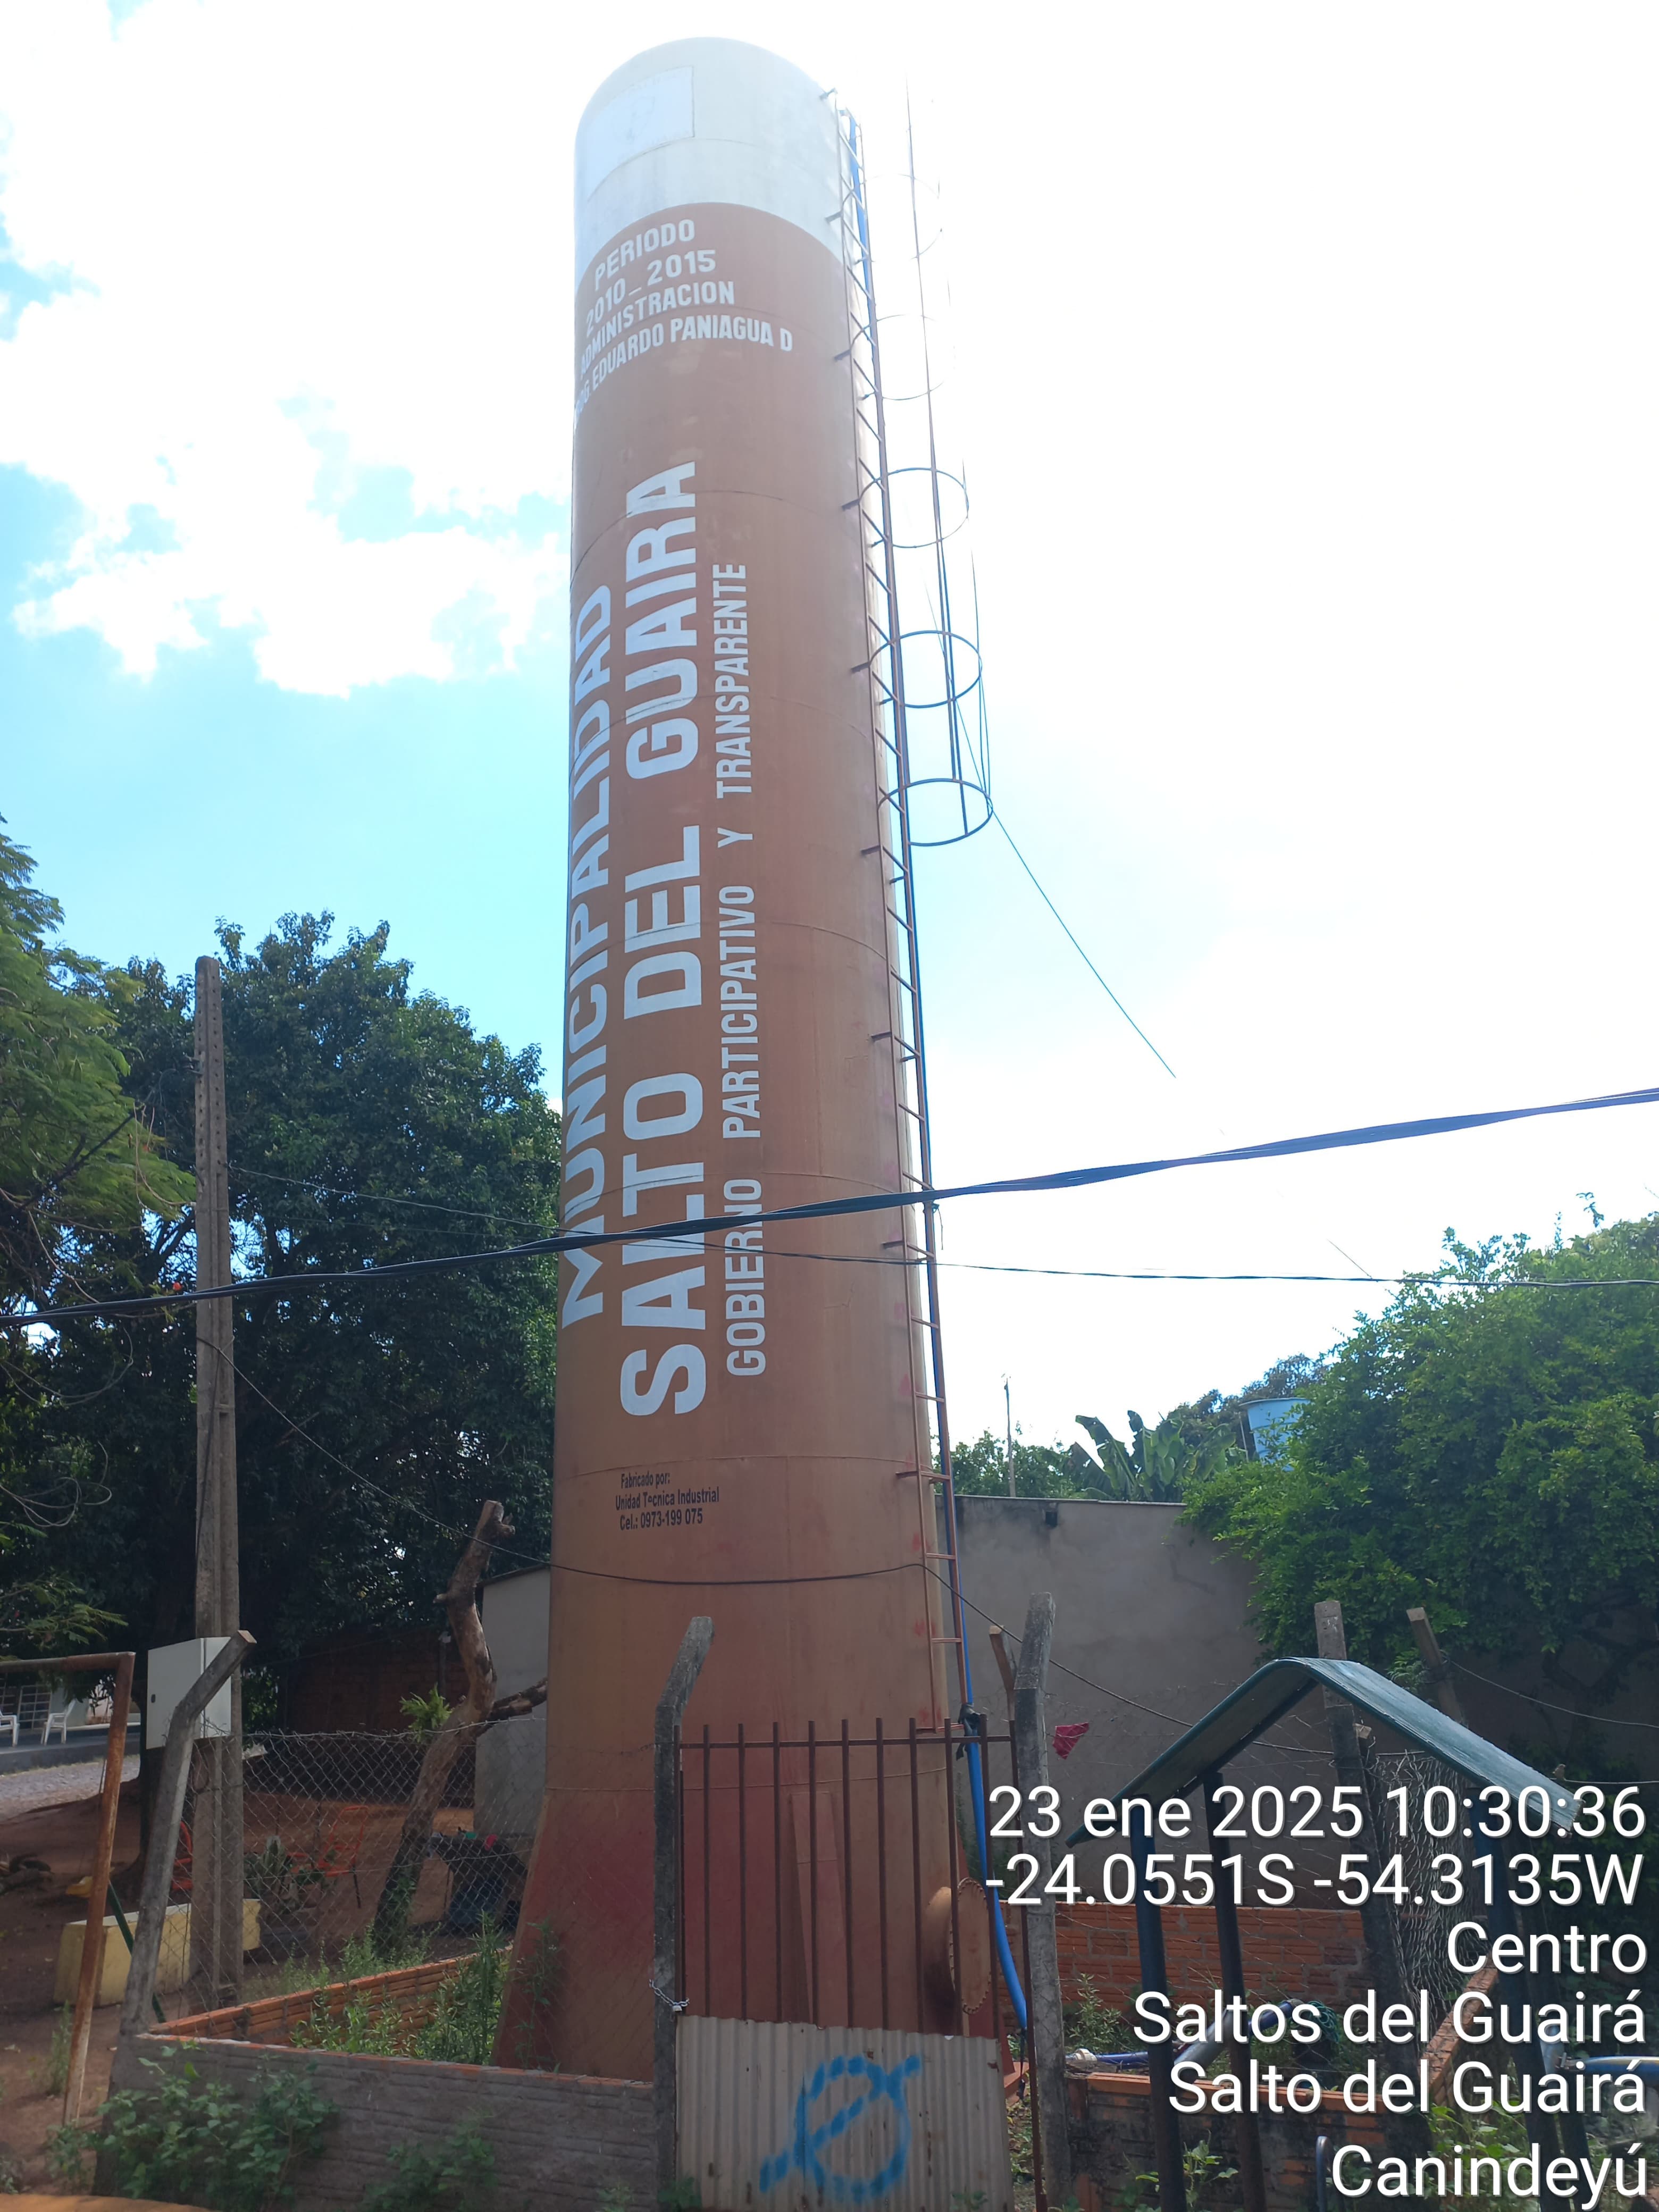 PERIODO
2010_2015
ADMINISTRACION
EDUARDO PANIAGUA D
MUNICIPALIDAD
SALTO DEL GUAIRA
GOBIERNO PARTICIPATIVO Y TRANSPARENTE
Fabricado por:
Unidad Tecnica Industrial
Cel.: 0973-199 075
23 ene 2025 10:30:36
-24.0551S -54.3135W
Centro
Saltos del Guairá
Salto del Guairá
Canindeyú